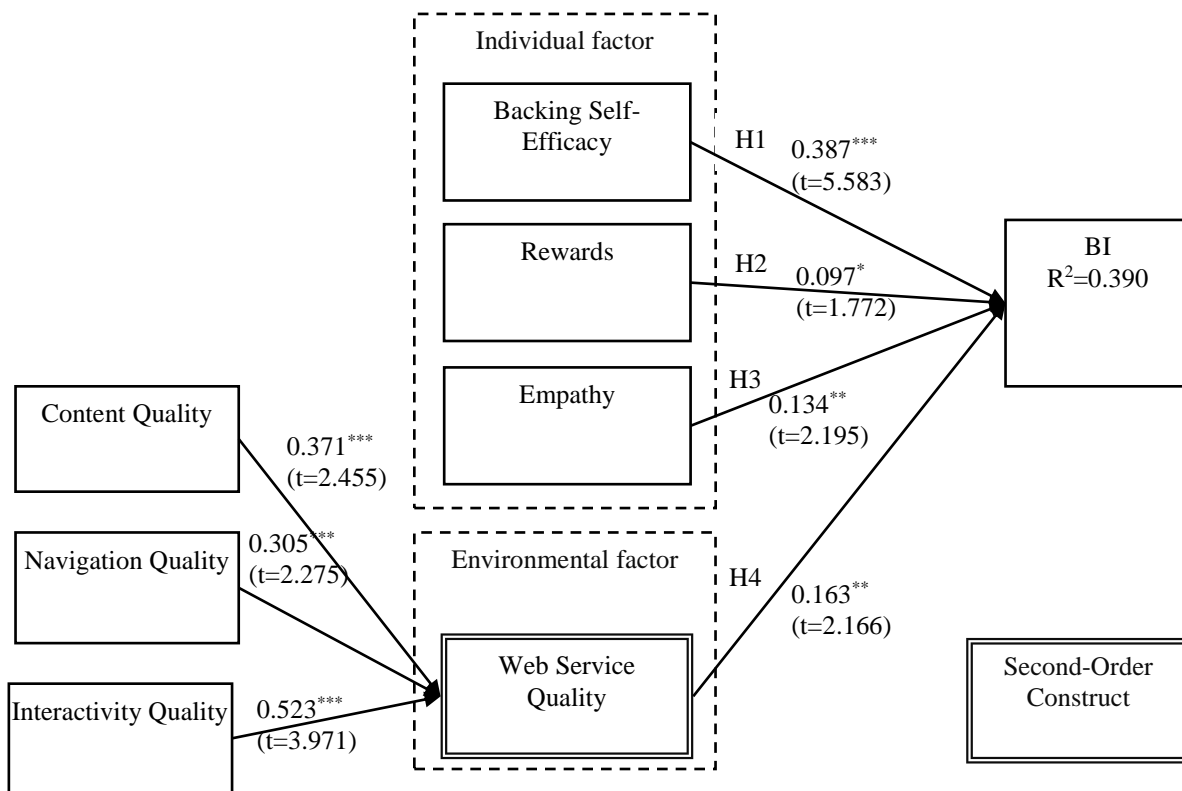 Individual factor
Backing Self-
Efficacy
H1
0.387***
(t=5.583)
Rewards
H2
0.097*
(t=1.772)
BI
R²=0.390
Empathy
H3
0.134**
(t=2.195)
Content Quality
0.371***
(t=2.455)
Navigation Quality
0.305***
(t=2.275)
Environmental factor
H4
0.163**
(t=2.166)
Web Service
Quality
Interactivity Quality
0.523***
(t=3.971)
Second-Order
Construct